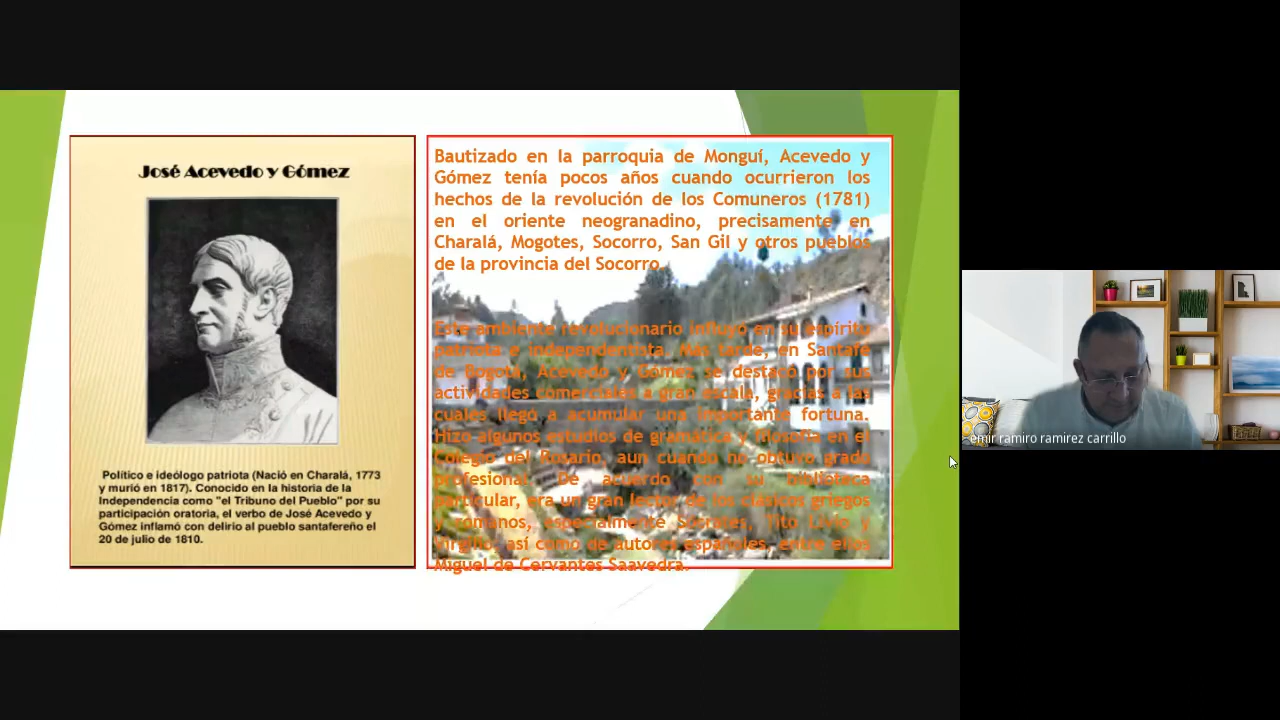 José Acevedo y Gómez
Político e ideólogo patriota (Nació en Charalá, 1773
y murió en 1817). Conocido en la historia de la
Independencia como "el Tribuno del Pueblo" por su
participación oratoria, el verbo de José Acevedo y
Gómez inflamó con delirio al pueblo santafereño el
20 de julio de 1810.
Bautizado en la parroquia de Monguí, Acevedo y
Gómez tenía pocos años cuando ocurrieron los
hechos de la revolución de los Comuneros (1781)
en el oriente neogranadino, precisamente en
Charalá, Mogotes, Socorro, San Gil y otros pueblos
de la provincia del Socorro.
Este ambiente revolucionario influyó en su espíritu
patriota e independentista. Más tarde, en Santafé
de Bogotá, Acevedo y Gómez se destacó por sus
actividades comerciales a gran escala, gracias a las
cuales llegó a acumular una importante fortuna.
Hizo algunos estudios de gramática y filosofía en el
Colegio del Rosario, aun cuando no obtuvo grado
profesional. De acuerdo con su biblioteca
particular, era un gran lector de los clásicos griegos
y romanos, especialmente Sócrates, Tito Livio y
Virgilio, así como de autores españoles, entre ellos
Miguel de Cervantes Saavedra.
emir ramiro ramirez carrillo